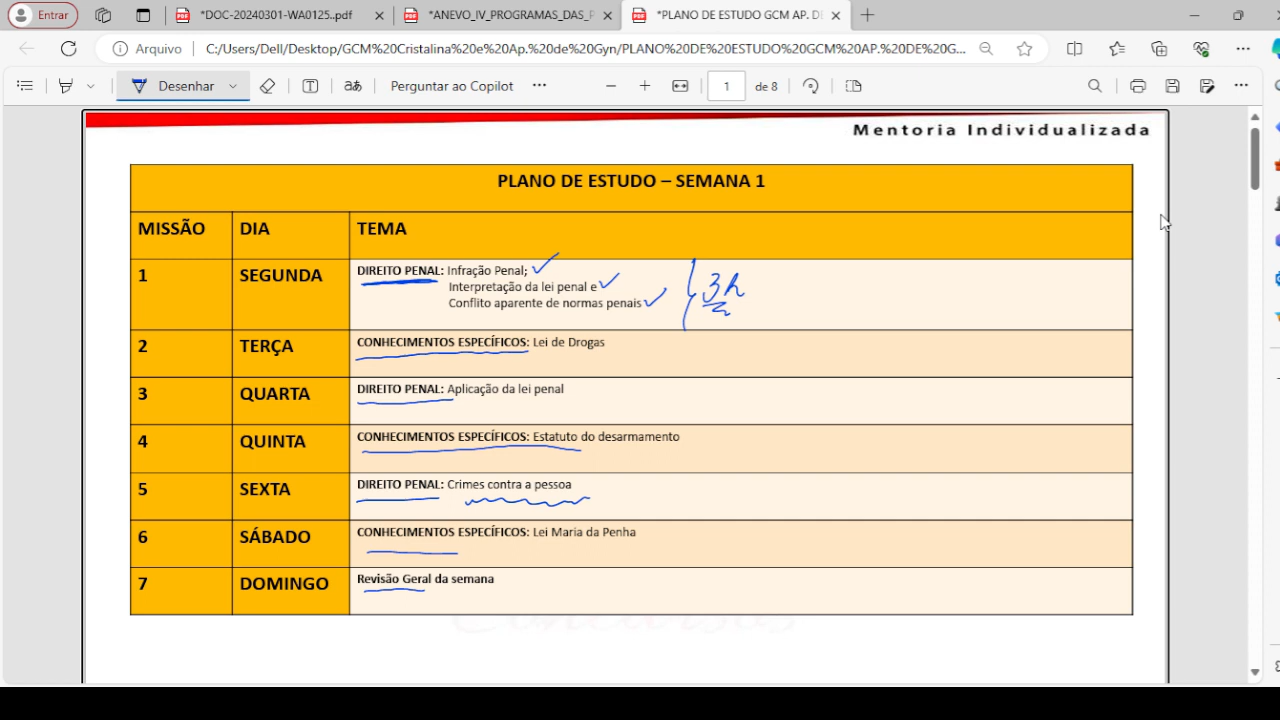 Entrar
*DOC-20240301-WA0125..pdf
*ANEVO_IV_PROGRAMAS_DAS_P
*PLANO DE ESTUDO GCM AP. DE
Arquivo
C:/Users/Dell/Desktop/GCM%20Cristalina%20e%20Ap.%20de%20Gyn/PLANO%20DE%20ESTUDO%20GCM%20AP.%20DE%20G...
Desenhar
aあ
Perguntar ao Copilot
1
de 8
Mentoria Individualizada
PLANO DE ESTUDO – SEMANA 1
MISSÃO DIA TEMA
1 SEGUNDA DIREITO PENAL: Infração Penal;
Interpretação da lei penal e
Conflito aparente de normas penais
3h
2 TERÇA CONHECIMENTOS ESPECÍFICOS: Lei de Drogas
3 QUARTA DIREITO PENAL: Aplicação da lei penal
4 QUINTA CONHECIMENTOS ESPECÍFICOS: Estatuto do desarmamento
5 SEXTA DIREITO PENAL: Crimes contra a pessoa
6 SÁBADO CONHECIMENTOS ESPECÍFICOS: Lei Maria da Penha
7 DOMINGO Revisão Geral da semana
Concursos